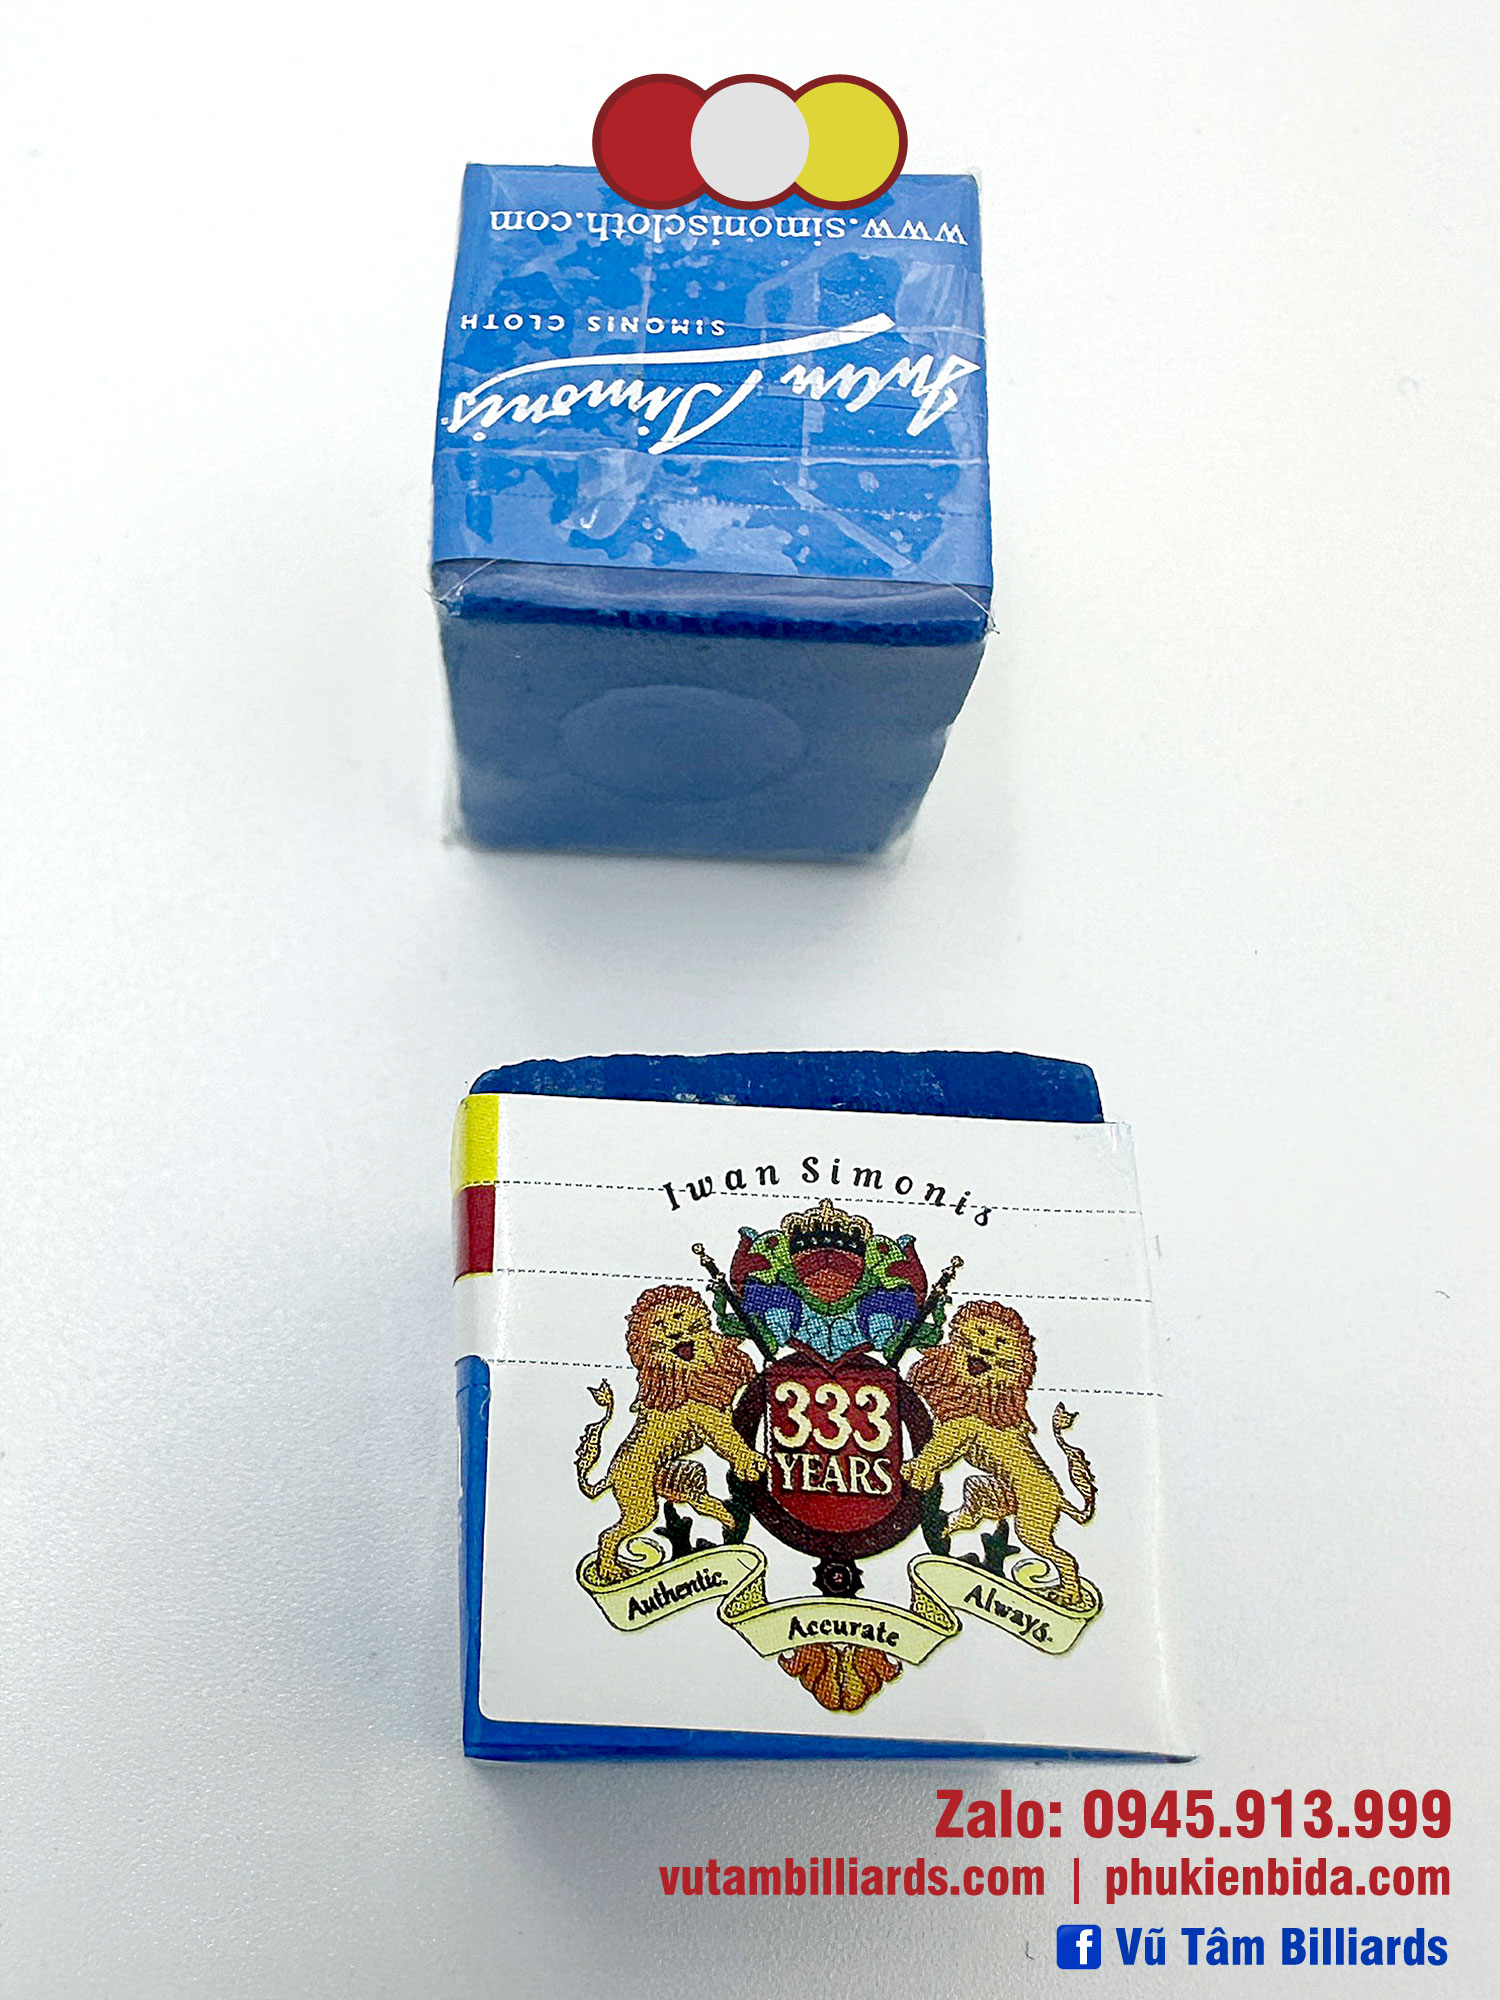 www.simoniscloth.com
SIMONIS CLOTH
Iwan Simonis
Iwan Simonis
333
YEARS
Authentic.
Accurate
Always.
Zalo: 0945.913.999
vutambilliards.com | phukienbida.com
f Vũ Tâm Billiards